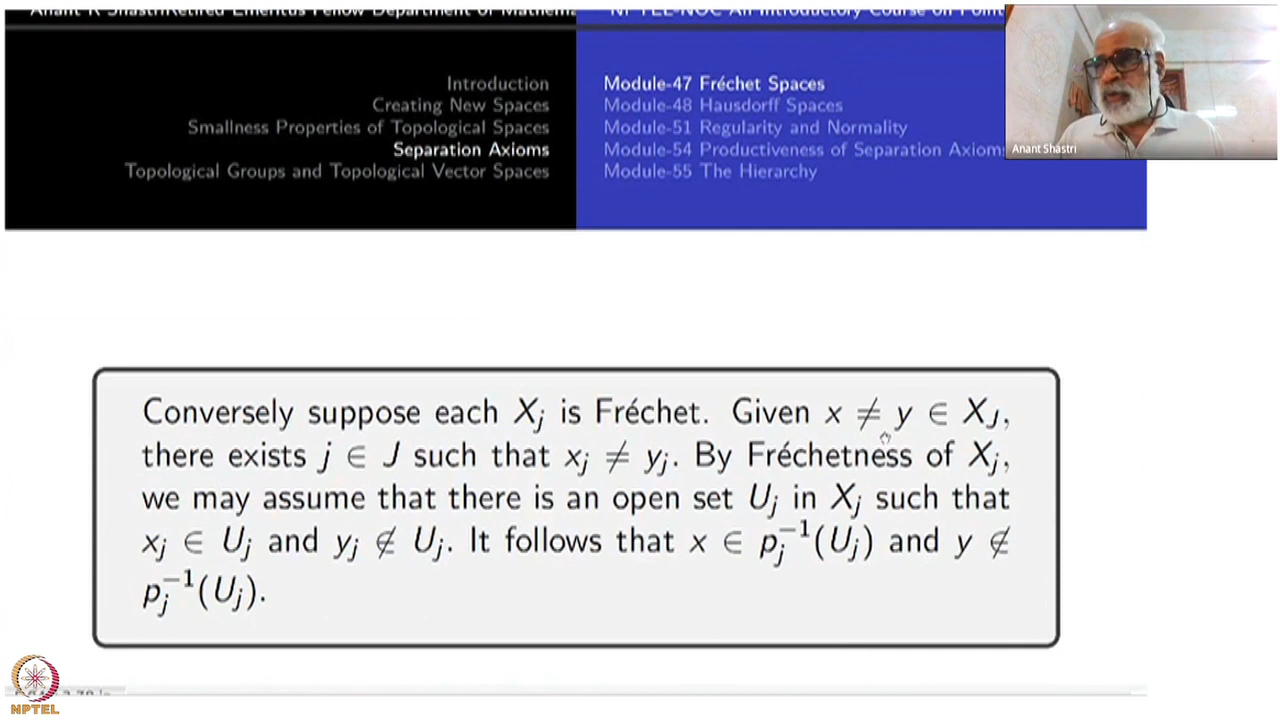 Introduction
Creating New Spaces
Smallness Properties of Topological Spaces
Separation Axioms
Topological Groups and Topological Vector Spaces
Module-47 Fréchet Spaces
Module-48 Hausdorff Spaces
Module-51 Regularity and Normality
Module-54 Productiveness of Separation Axioms
Module-55 The Hierarchy
Anant Shastri
Conversely suppose each X_j is Fréchet. Given x ≠ y ∈ X_J,
there exists j ∈ J such that x_j ≠ y_j. By Fréchetness of X_j,
we may assume that there is an open set U_j in X_j such that
x_j ∈ U_j and y_j ∉ U_j. It follows that x ∈ p_j^{-1}(U_j) and y ∉
p_j^{-1}(U_j).
NPTEL